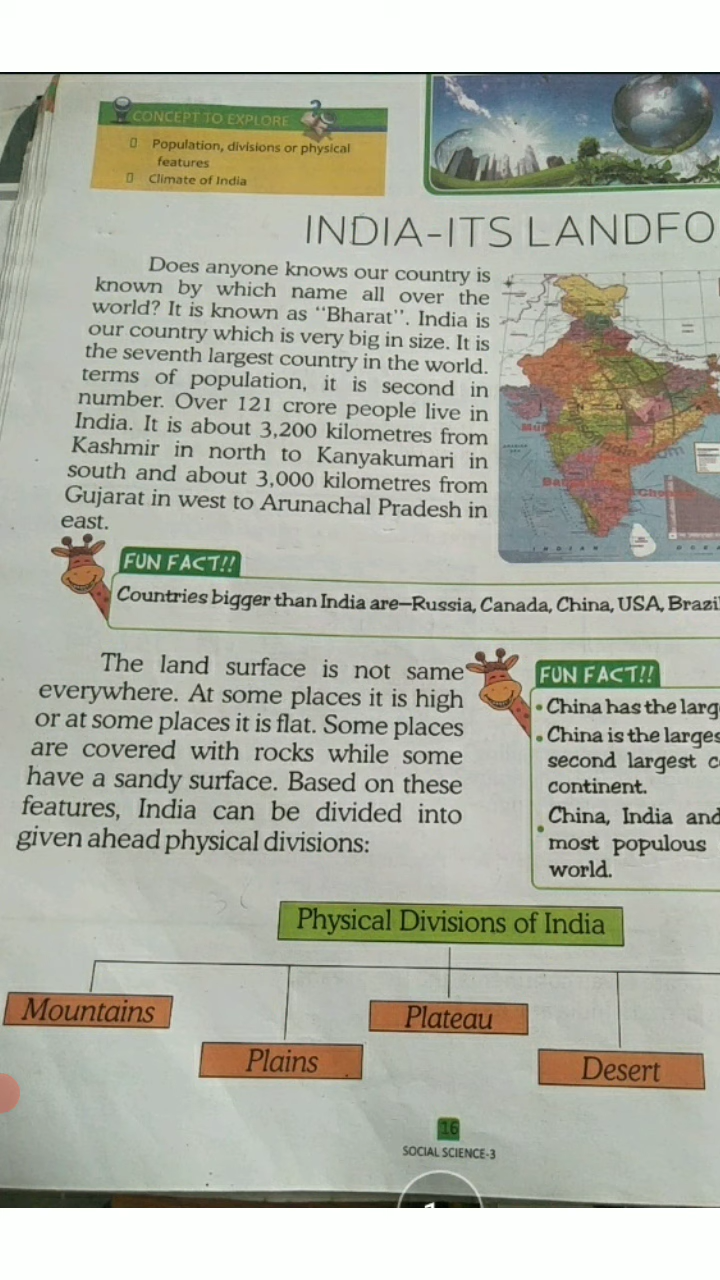 CONCEPT TO EXPLORE
Population, divisions or physical
features
Climate of India
INDIA-ITS LANDFO
Does anyone knows our country is
known by which name all over the
world? It is known as "Bharat". India is
our country which is very big in size. It is
the seventh largest country in the world.
terms of population, it is second in
number. Over 121 crore people live in
India. It is about 3,200 kilometres from
Kashmir in north to Kanyakumari in
south and about 3,000 kilometres from
Gujarat in west to Arunachal Pradesh in
east.
INDIAN OCEA
FUN FACT!!
Countries bigger than India are—Russia, Canada, China, USA, Brazi
The land surface is not same
everywhere. At some places it is high
or at some places it is flat. Some places
are covered with rocks while some
have a sandy surface. Based on these
features, India can be divided into
given ahead physical divisions:
FUN FACT!!
• China has the larg
• China is the larges
second largest c
continent.
• China, India and
most populous
world.
Physical Divisions of India
Mountains
Plateau
Plains
Desert
16
SOCIAL SCIENCE-3